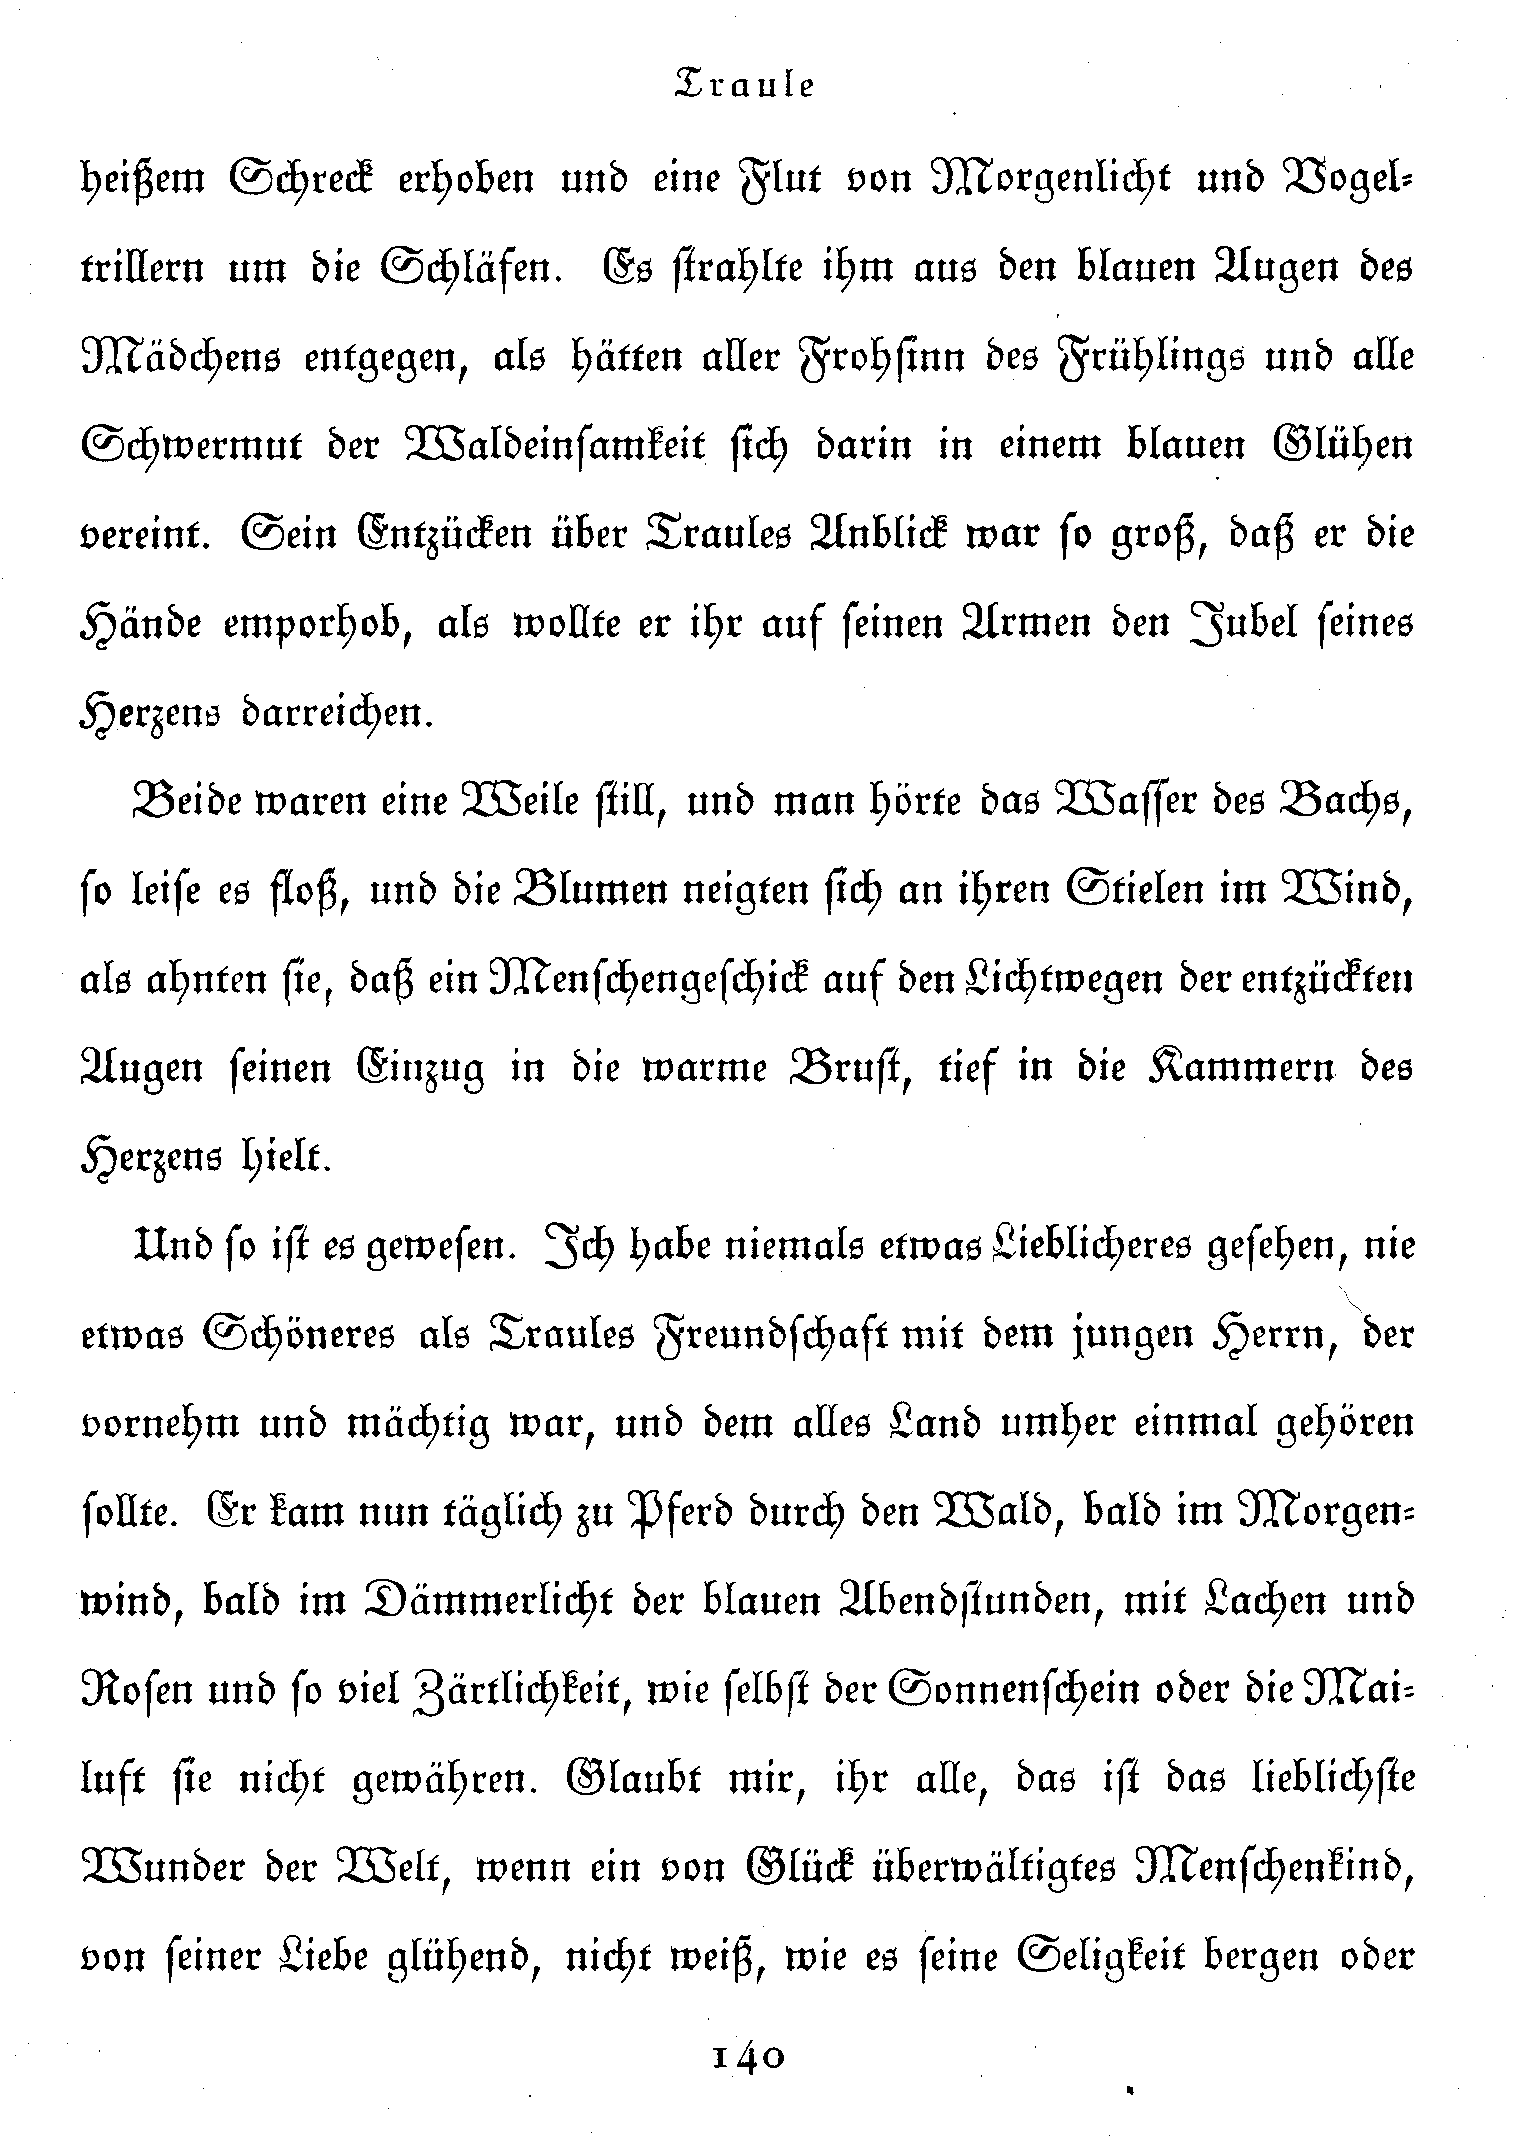 Traule
heißem Schreck erhoben und eine Flut von Morgenlicht und Vogel-
trillern um die Schläfen. Es strahlte ihm aus den blauen Augen des
Mädchens entgegen, als hätten aller Frohsinn des Frühlings und alle
Schwermut der Waldeinsamkeit sich darin in einem blauen Glühen
vereint. Sein Entzücken über Traules Anblick war so groß, daß er die
Hände emporhob, als wollte er ihr auf seinen Armen den Jubel seines
Herzens darreichen.
Beide waren eine Weile still, und man hörte das Wasser des Bachs,
so leise es floß, und die Blumen neigten sich an ihren Stielen im Wind,
als ahnten sie, daß ein Menschengeschick auf den Lichtwegen der entzückten
Augen seinen Einzug in die warme Brust, tief in die Kammern des
Herzens hielt.
Und so ist es gewesen. Ich habe niemals etwas Lieblicheres gesehen, nie
etwas Schöneres als Traules Freundschaft mit dem jungen Herrn, der
vornehm und mächtig war, und dem alles Land umher einmal gehören
sollte. Er kam nun täglich zu Pferd durch den Wald, bald im Morgen-
wind, bald im Dämmerlicht der blauen Abendstunden, mit Lachen und
Rosen und so viel Zärtlichkeit, wie selbst der Sonnenschein oder die Mai-
luft sie nicht gewähren. Glaubt mir, ihr alle, das ist das lieblichste
Wunder der Welt, wenn ein von Glück überwältigtes Menschenkind,
von seiner Liebe glühend, nicht weiß, wie es seine Seligkeit bergen oder
140